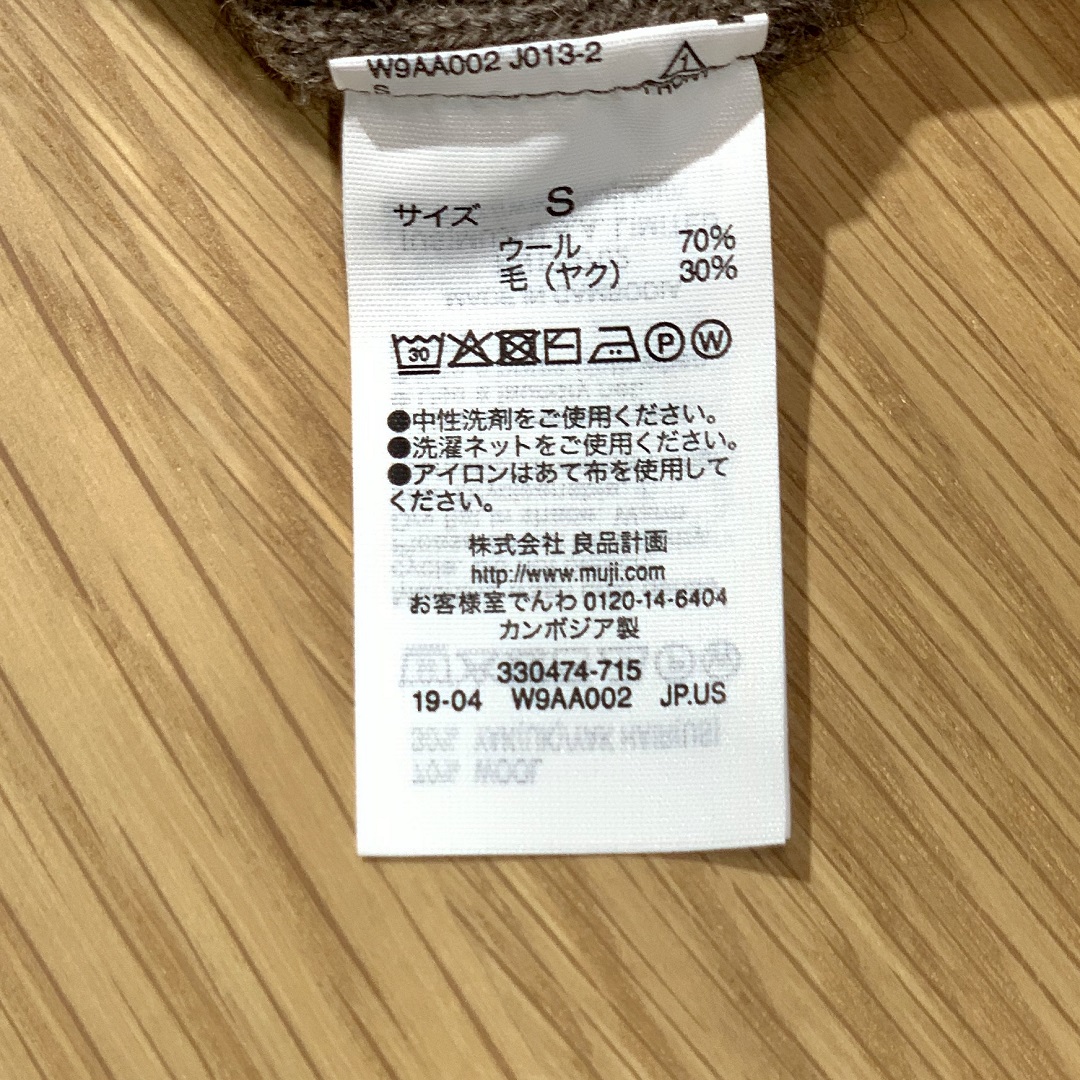 W9AA002 J013-2
S
サイズ S
ウール 70%
毛（ヤク） 30%
30 P W
●中性洗剤をご使用ください。
●洗濯ネットをご使用ください。
●アイロンはあて布を使用して
ください。
株式会社 良品計画
http://www.muji.com
お客様室でんわ 0120-14-6404
カンボジア製
330474-715
19-04 W9AA002 JP.US